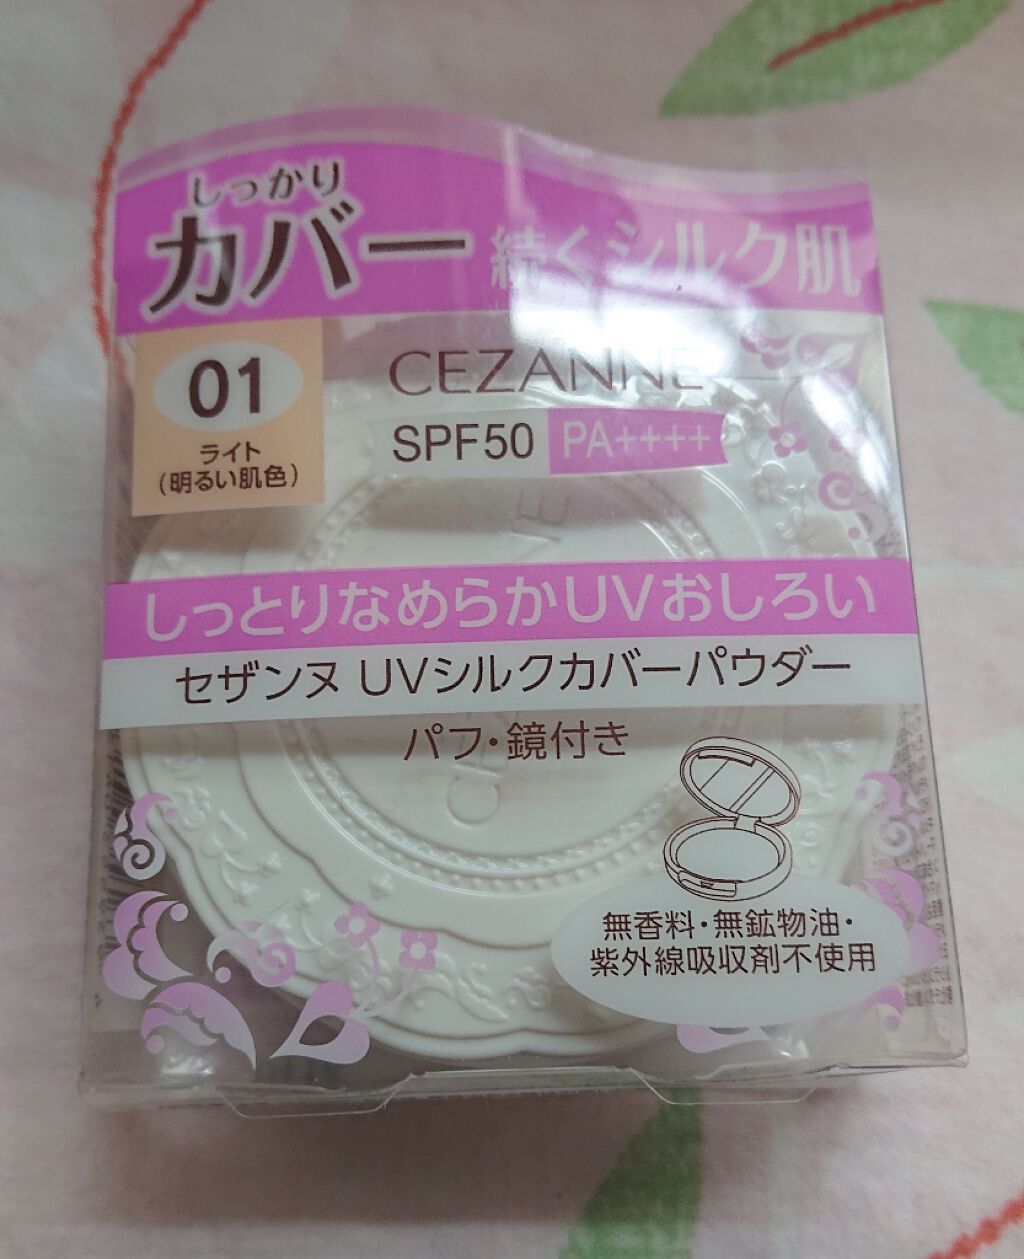 しっかり
カバー 続くシルク肌
01
ライト
(明るい肌色)
CEZANNE
SPF50 PA++++
しっとりなめらかUVおしろい
セザンヌ UVシルクカバーパウダー
パフ・鏡付き
無香料・無鉱物油・
紫外線吸収剤不使用